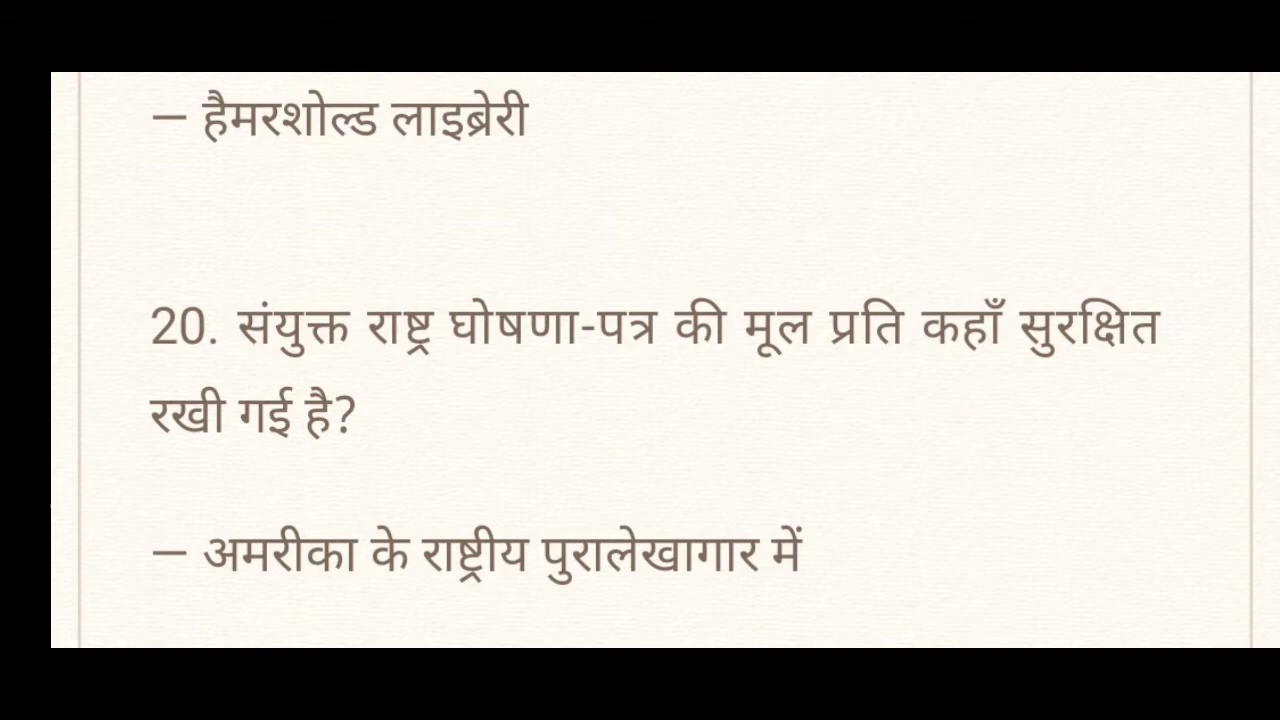 — हैमरशोल्ड लाइब्रेरी
20. संयुक्त राष्ट्र घोषणा-पत्र की मूल प्रति कहाँ सुरक्षित
रखी गई है?
— अमरीका के राष्ट्रीय पुरालेखागार में